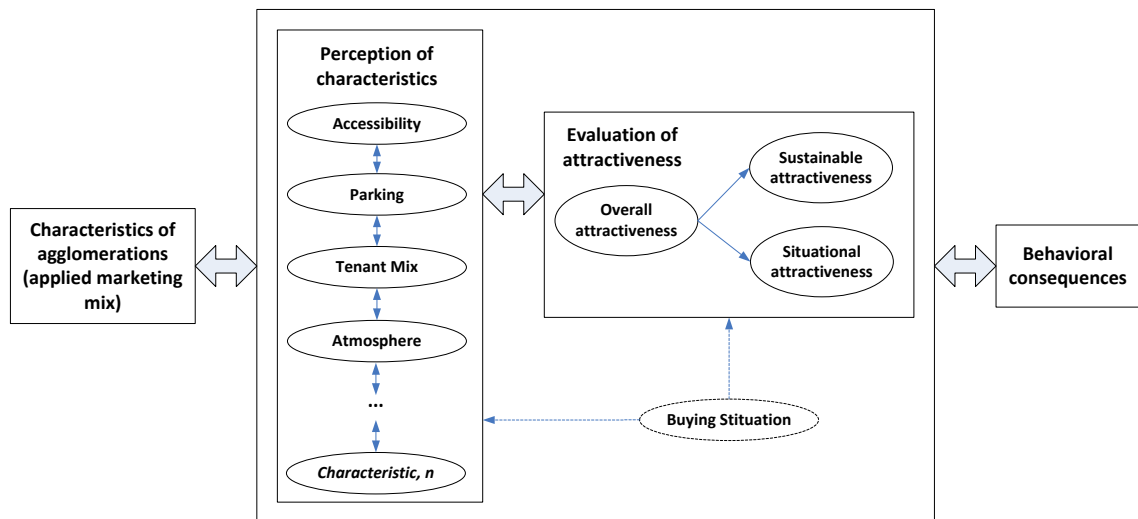 Characteristics of
agglomerations
(applied marketing
mix)
Perception of
characteristics
Accessibility
Parking
Tenant Mix
Atmosphere
...
Characteristic, n
Evaluation of
attractiveness
Overall
attractiveness
Sustainable
attractiveness
Situational
attractiveness
Buying Stituation
Behavioral
consequences